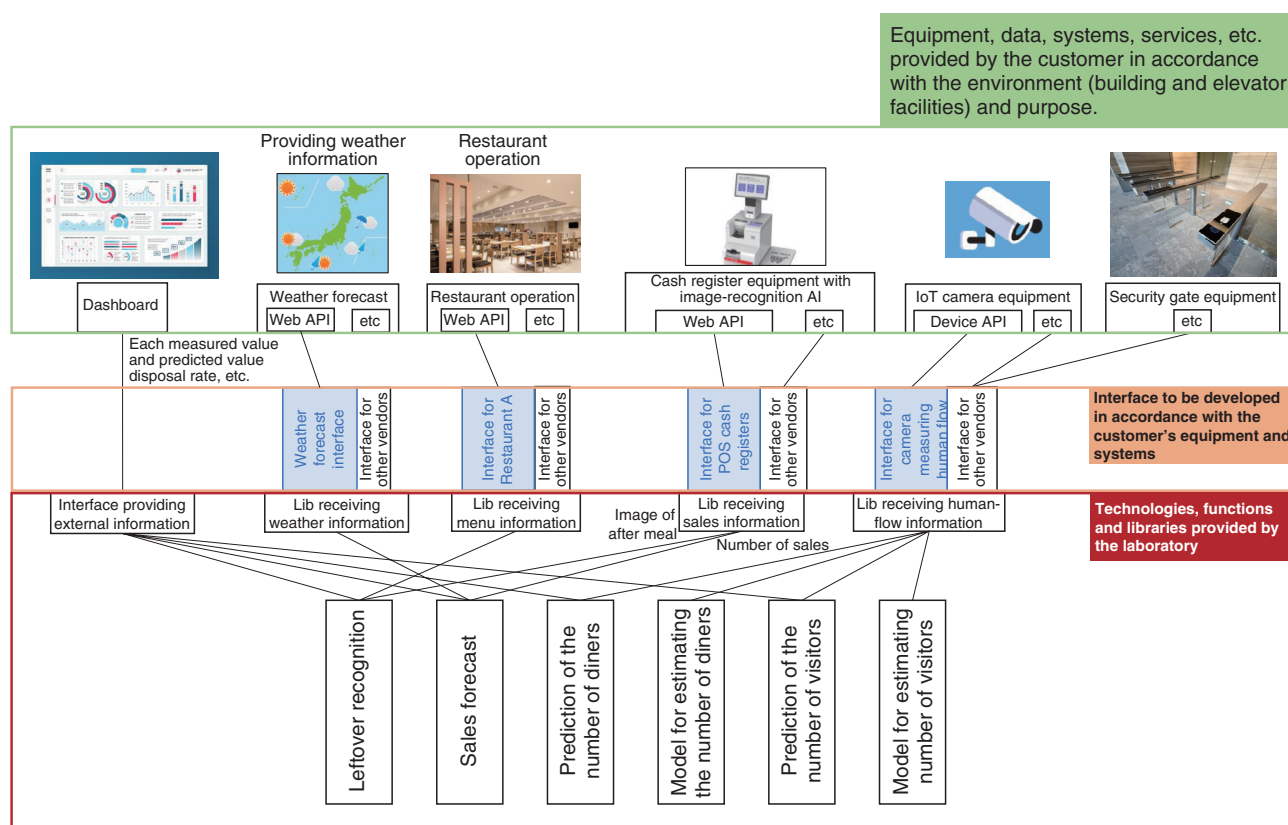 Equipment, data, systems, services, etc.
provided by the customer in accordance
with the environment (building and elevator
facilities) and purpose.
Providing weather
information
Restaurant
operation
Dashboard
Weather forecast
Web API
etc
Restaurant operation
Web API
etc
Cash register equipment with
image-recognition AI
Web API
etc
IoT camera equipment
Device API
etc
Security gate equipment
etc
Each measured value
and predicted value
disposal rate, etc.
Weather
forecast
interface
Interface for
other vendors
Interface for
Restaurant A
Interface for
other vendors
Interface for
POS cash
registers
Interface for
other vendors
Interface for
camera
measuring
human flow
Interface for
other vendors
Interface to be developed
in accordance with the
customer's equipment and
systems
Interface providing
external information
Lib receiving
weather information
Lib receiving
menu information
Lib receiving
sales information
Lib receiving human-
flow information
Technologies, functions
and libraries provided by
the laboratory
Image of
after meal
Number of sales
Leftover recognition
Sales forecast
Prediction of the
number of diners
Model for estimating
the number of diners
Prediction of the
number of visitors
Model for estimating
number of visitors